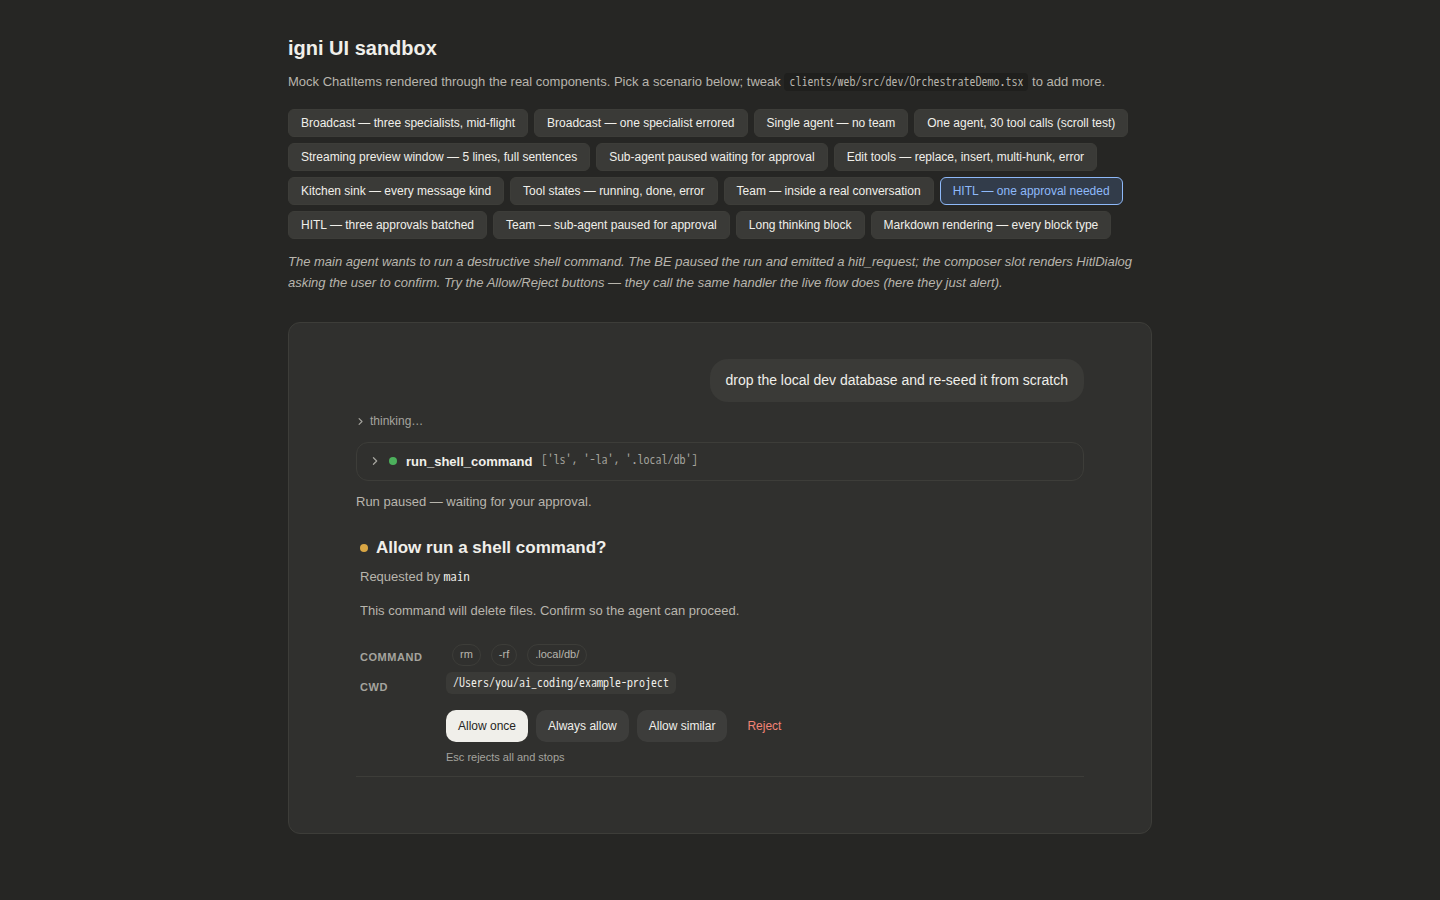 igni UI sandbox
Mock ChatItems rendered through the real components. Pick a scenario below; tweak clients/web/src/dev/OrchestrateDemo.tsx to add more.
Broadcast — three specialists, mid-flight
Broadcast — one specialist errored
Single agent — no team
One agent, 30 tool calls (scroll test)
Streaming preview window — 5 lines, full sentences
Sub-agent paused waiting for approval
Edit tools — replace, insert, multi-hunk, error
Kitchen sink — every message kind
Tool states — running, done, error
Team — inside a real conversation
HITL — one approval needed
HITL — three approvals batched
Team — sub-agent paused for approval
Long thinking block
Markdown rendering — every block type
The main agent wants to run a destructive shell command. The BE paused the run and emitted a hitl_request; the composer slot renders HitlDialog
asking the user to confirm. Try the Allow/Reject buttons — they call the same handler the live flow does (here they just alert).
drop the local dev database and re-seed it from scratch
thinking…
run_shell_command ['ls', '-la', '.local/db']
Run paused — waiting for your approval.
Allow run a shell command?
Requested by main
This command will delete files. Confirm so the agent can proceed.
COMMAND rm -rf .local/db/
CWD /Users/you/ai_coding/example-project
Allow once Always allow Allow similar Reject
Esc rejects all and stops